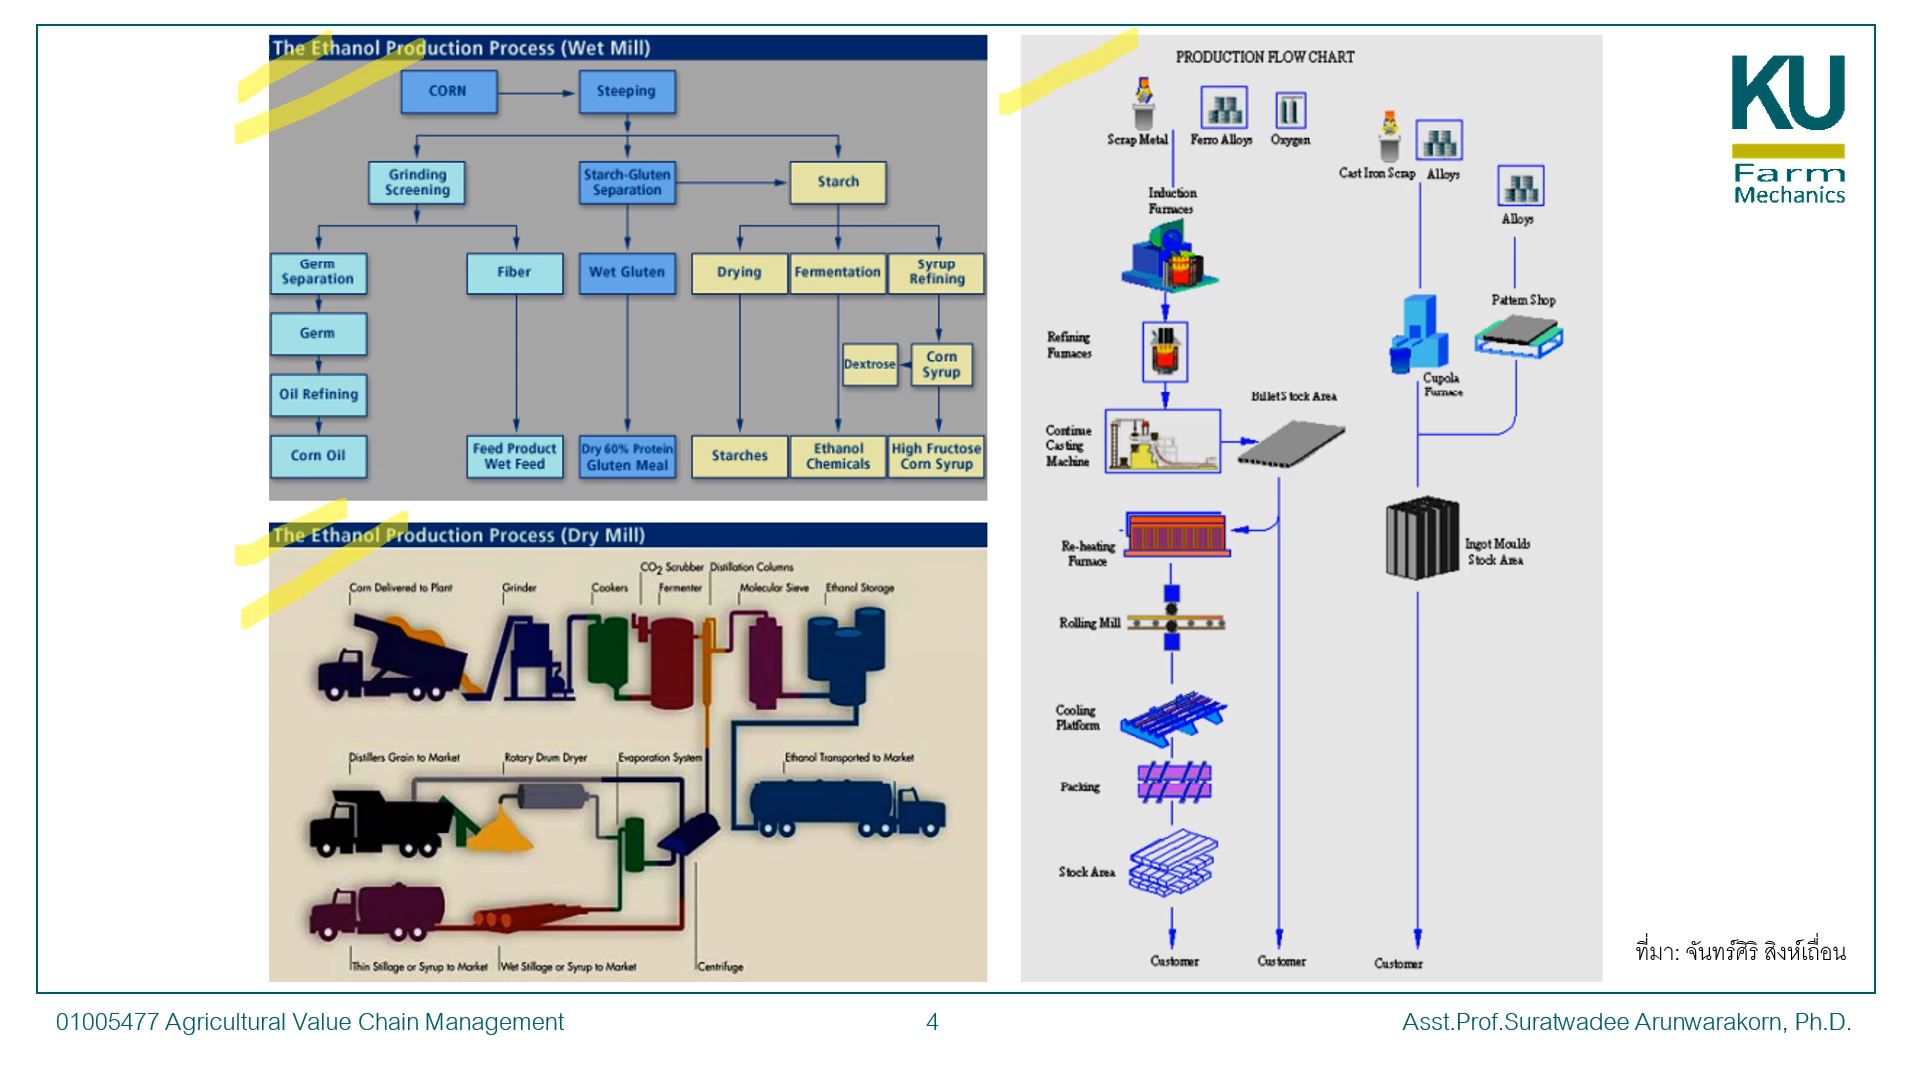 The Ethanol Production Process (Wet Mill)
CORN
Steeping
Grinding
Screening
Starch-Gluten
Separation
Starch
Germ
Separation
Fiber
Wet Gluten
Drying
Fermentation
Syrup
Refining
Germ
Dextrose
Corn
Syrup
Oil Refining
Corn Oil
Feed Product
Wet Feed
Dry 60% Protein
Gluten Meal
Starches
Ethanol
Chemicals
High Fructose
Corn Syrup
The Ethanol Production Process (Dry Mill)
CO2 Scrubber
Distillation Columns
Corn Delivered to Plant
Grinder
Cookers
Fermenter
Molecular Sieve
Ethanol Storage
Distillers Grain to Market
Rotary Drum Dryer
Evaporation System
Ethanol Transported to Market
Thin Stillage or Syrup to Market
Wet Stillage or Syrup to Market
Centrifuge
PRODUCTION FLOW CHART
Scrap Metal
Ferro Alloys
Oxygen
Cast Iron Scrap
Alloys
Alloys
Induction
Furnaces
Pattern Shop
Refining
Furnaces
Cupola
Furnace
Billet Stock Area
Continue
Casting
Machine
Re-heating
Furnace
Ingot Moulds
Stock Area
Rolling Mill
Cooling
Platform
Packing
Stock Area
Customer
Customer
Customer
KU
Farm
Mechanics
ที่มา: จันทร์ศิริ สิงห์เถื่อน
01005477 Agricultural Value Chain Management
4
Asst.Prof.Suratwadee Arunwarakorn, Ph.D.